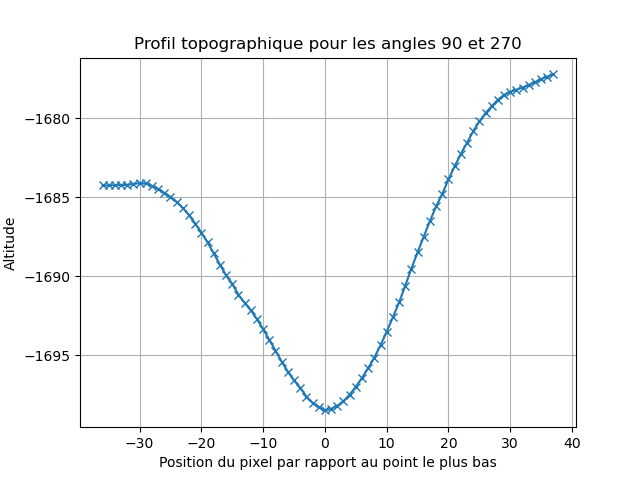 Profil topographique pour les angles 90 et 270
Altitude
−1680
−1685
−1690
−1695
−30 −20 −10 0 10 20 30 40
Position du pixel par rapport au point le plus bas